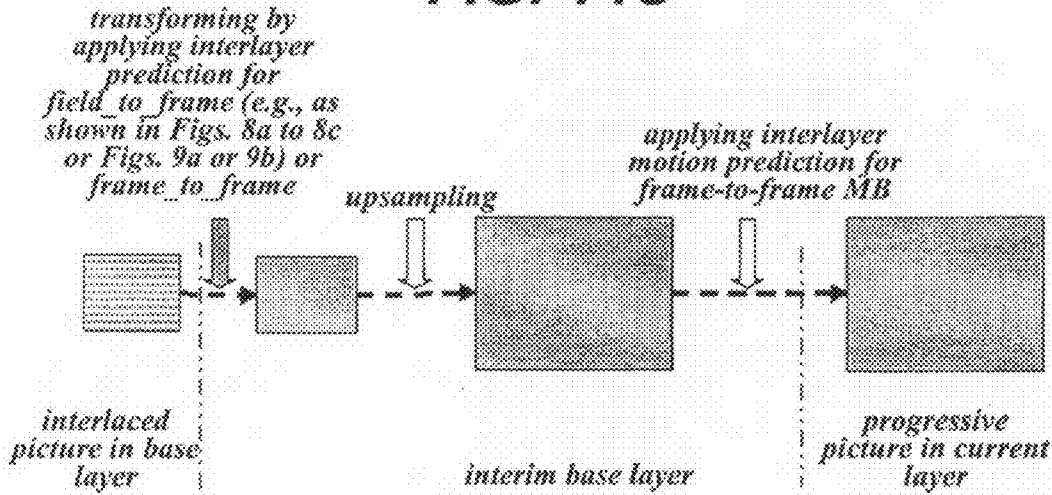 transforming by
applying interlayer
prediction for
field_to_frame (e.g., as
shown in Figs. 8a to 8c
or Figs. 9a or 9b) or
frame_to_frame
upsampling
applying interlayer
motion prediction for
frame-to-frame MB
interlaced
picture in base
layer
interim base layer
progressive
picture in current
layer